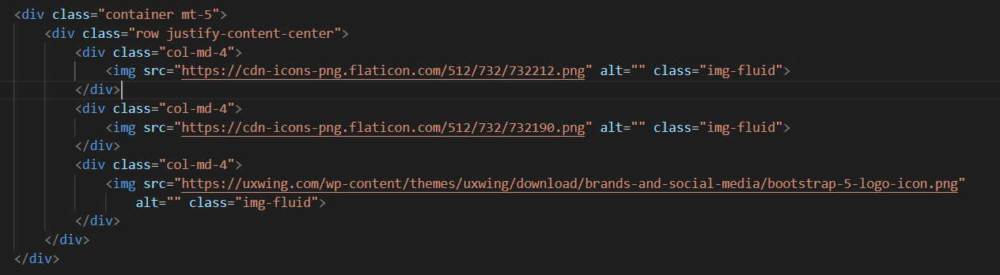 <div class="container mt-5">
<div class="row justify-content-center">
<div class="col-md-4">
<img src="https://cdn-icons-png.flaticon.com/512/732/732212.png" alt="" class="img-fluid">
</div>
<div class="col-md-4">
<img src="https://cdn-icons-png.flaticon.com/512/732/732190.png" alt="" class="img-fluid">
</div>
<div class="col-md-4">
<img src="https://uxwing.com/wp-content/themes/uxwing/download/brands-and-social-media/bootstrap-5-logo-icon.png"
alt="" class="img-fluid">
</div>
</div>
</div>